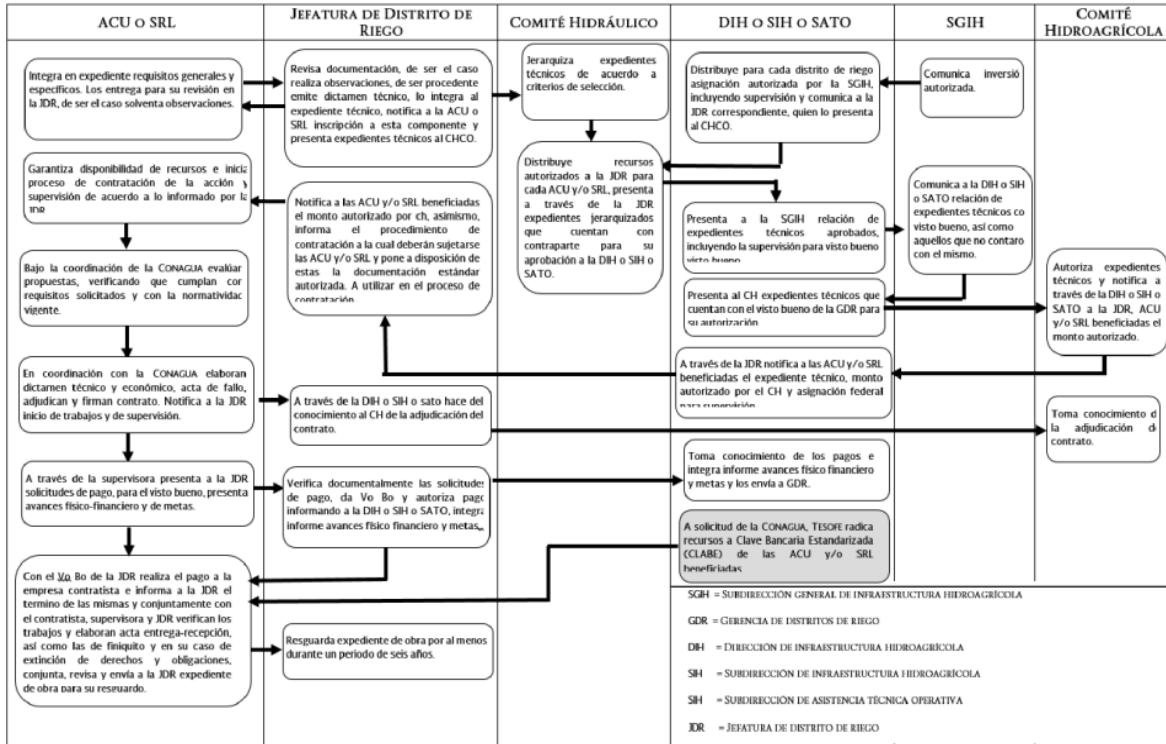 ACU O SRL
JEFATURA DE DISTRITO DE
RIEGO
COMITÉ HIDRÁULICO
DIH O SIH O SATO
SGIH
COMITÉ
HIDROAGRÍCOLA
Integra en expediente requisitos generales y
específicos. Los entrega para su revisión en
la JDR, de ser el caso solventa observaciones.
Revisa documentación, de ser el caso
realiza observaciones, de ser procedente
emite dictamen técnico, lo integra al
expediente técnico, notifica a la ACU o
SRL inscripción a esta componente y
presenta expedientes técnicos al CHCO.
Jerarquiza expedientes
técnicos de acuerdo a
criterios de selección.
Distribuye para cada distrito de riego
asignación autorizada por la SGIH,
incluyendo supervisión y comunica a la
JDR correspondiente, quien lo presenta
al CHCO.
Comunica inversió
autorizada.
Garantiza disponibilidad de recursos e inicia
proceso de contratación de la acción y
supervisión de acuerdo a lo informado por la
JDR
Notifica a las ACU y/o SRL beneficiadas
el monto autorizado por ch, asimismo,
informa el procedimiento de
contratación a la cual deberán sujetarse
las ACU y/o SRL y pone a disposición de
estas la documentación estándar
autorizada. A utilizar en el proceso de
contratación.
Distribuye recursos
autorizados a la JDR para
cada ACU y/o SRL, presenta
a través de la JDR
expedientes jerarquizados
que cuentan con
contraparte para su
aprobación a la DIH o SIH o
SATO.
Presenta a la SGIH relación de
expedientes técnicos aprobados,
incluyendo la supervisión para visto bueno
visto bueno
Comunica a la DIH o SIH
o SATO relación de
expedientes técnicos co
visto bueno, así como
aquellos que no contaro
con el mismo.
Bajo la coordinación de la CONAGUA evalúar
propuestas, verificando que cumplan cor
requisitos solicitados y con la normatividac
vigente.
Presenta al CH expedientes técnicos que
cuentan con el visto bueno de la GDR para
su autorización
Autoriza expedientes
técnicos y notifica a
través de la DIH o SIH o
SATO a la JDR, ACU
y/o SRL beneficiadas el
monto autorizado.
En coordinación con la CONAGUA elaboran
dictamen técnico y económico, acta de fallo,
adjudican y firman contrato. Notifica a la JDR
inicio de trabajos y de supervisión.
A través de la DIH o SIH o sato hace del
conocimiento al CH de la adjudicación del
contrato.
A través de la JDR notifica a las ACU y/o SRL
beneficiadas el expediente técnico, monto
autorizado por el CH y asignación federal
para supervisión
Toma conocimiento d
la adjudicación de
contrato.
A través de la supervisora presenta a la JDR
solicitudes de pago, para el visto bueno, presenta
avances físico-financiero y de metas.
Verifica documentalmente las solicitudes
de pago, da Vo Bo y autoriza pago
informando a la DIH o SIH o SATO, integra
informe avances físico financiero y metas.
Toma conocimiento de los pagos e
integra informe avances físico financiero
y metas y los envía a GDR.
A solicitud de la CONAGUA, TESOFE radica
recursos a Clave Bancaria Estandarizada
(CLABE) de las ACU y/o SRL
beneficiadas
Con el Vo Bo de la JDR realiza el pago a la
empresa contratista e informa a la JDR el
termino de las mismas y conjuntamente con
el contratista, supervisora y JDR verifican los
trabajos y elaboran acta entrega-recepción,
así como las de finiquito y en su caso de
extinción de derechos y obligaciones,
conjunta, revisa y envía a la JDR expediente
de obra para su resguardo.
Resguarda expediente de obra por al menos
durante un periodo de seis años.
SGIH = SUBDIRECCIÓN GENERAL DE INFRAESTRUCTURA HIDROAGRÍCOLA
GDR = GERENCIA DE DISTRITOS DE RIEGO
DIH = DIRECCIÓN DE INFRAESTRUCTURA HIDROAGRÍCOLA
SIH = SUBDIRECCIÓN DE INFRAESTRUCTURA HIDROAGRÍCOLA
SIH = SUBDIRECCIÓN DE ASISTENCIA TÉCNICA OPERATIVA
JDR = JEFATURA DE DISTRITO DE RIEGO